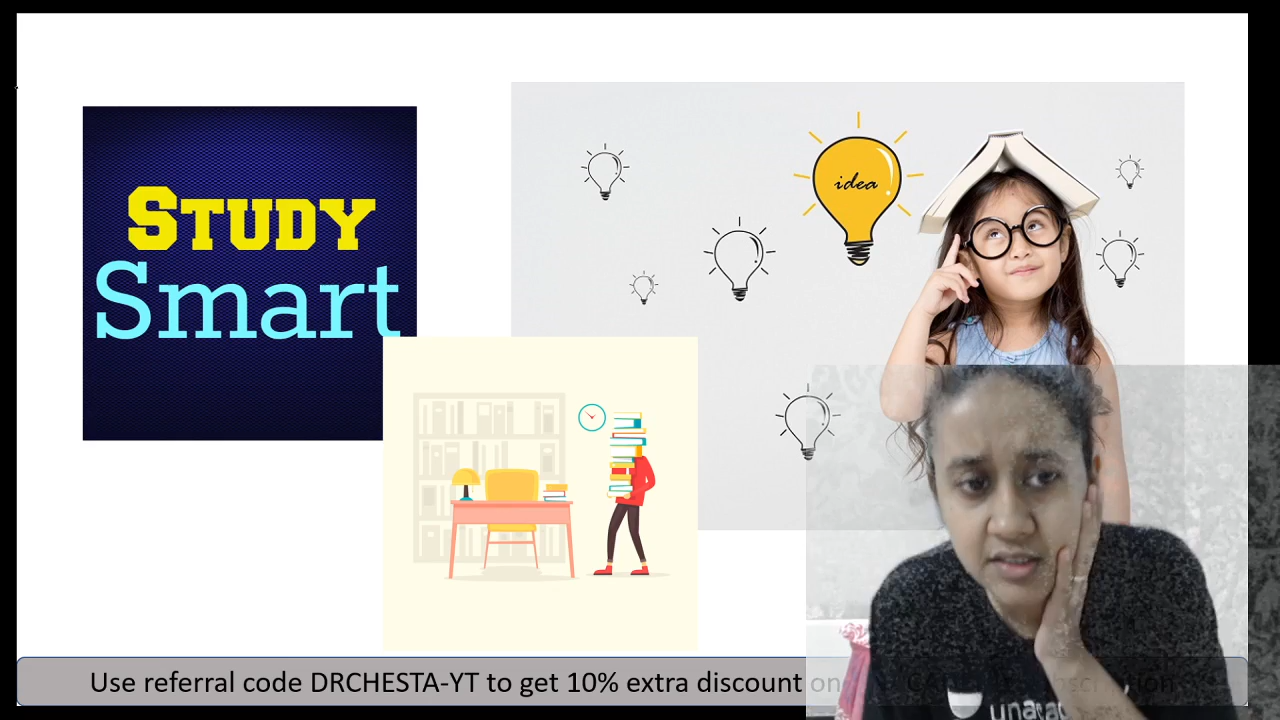 STUDY
Smart
idea
Use referral code DRCHESTA-YT to get 10% extra discount on